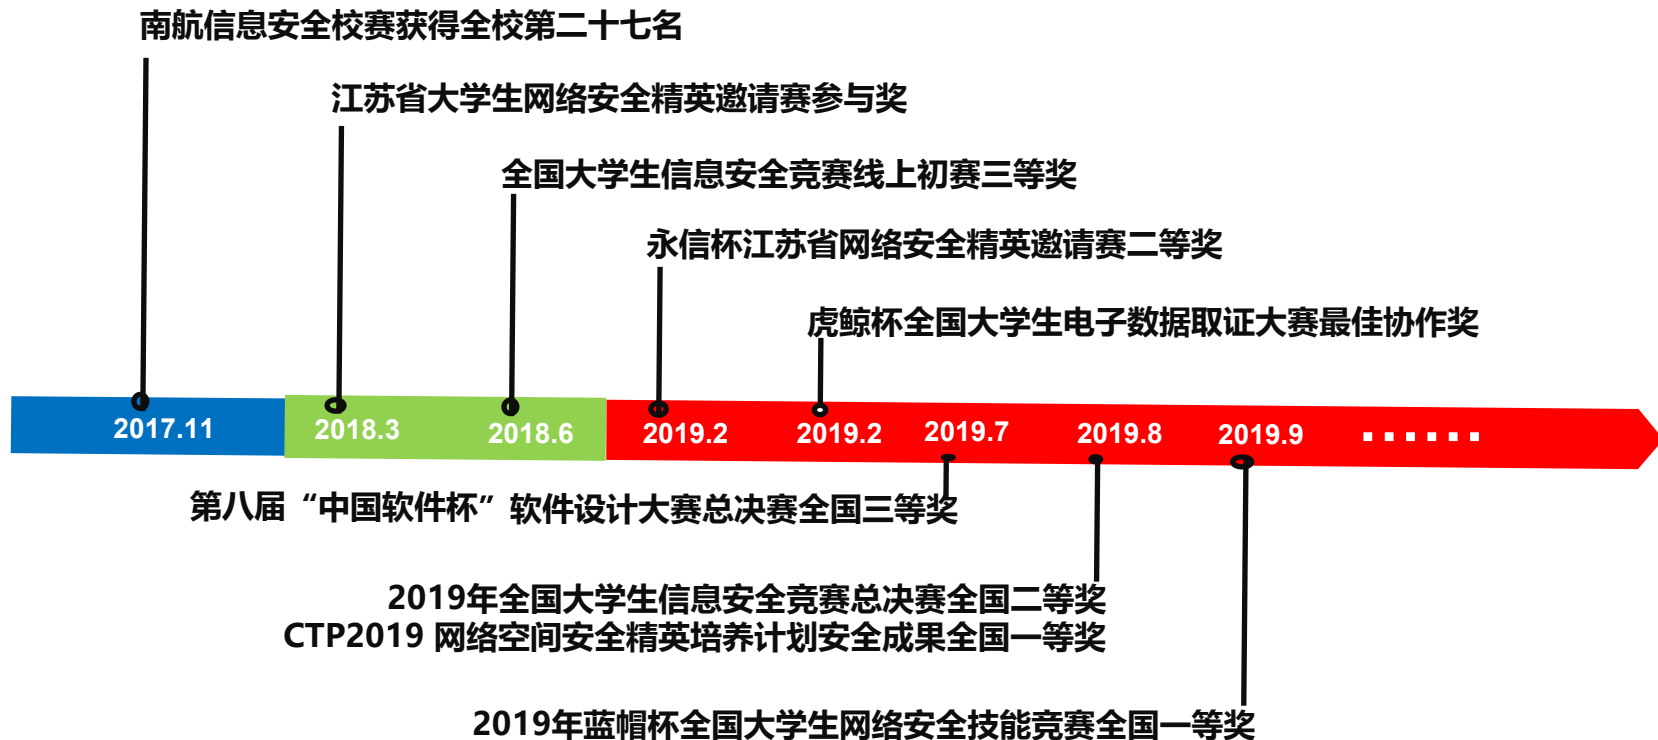 南航信息安全校赛获得全校第二十七名
江苏省大学生网络安全精英邀请赛参与奖
全国大学生信息安全竞赛线上初赛三等奖
永信杯江苏省网络安全精英邀请赛二等奖
虎鲸杯全国大学生电子数据取证大赛最佳协作奖
2017.11 2018.3 2018.6 2019.2 2019.2 2019.7 2019.8 2019.9 ······
第八届“中国软件杯”软件设计大赛总决赛全国三等奖
2019年全国大学生信息安全竞赛总决赛全国二等奖
CTP2019 网络空间安全精英培养计划安全成果全国一等奖
2019年蓝帽杯全国大学生网络安全技能竞赛全国一等奖